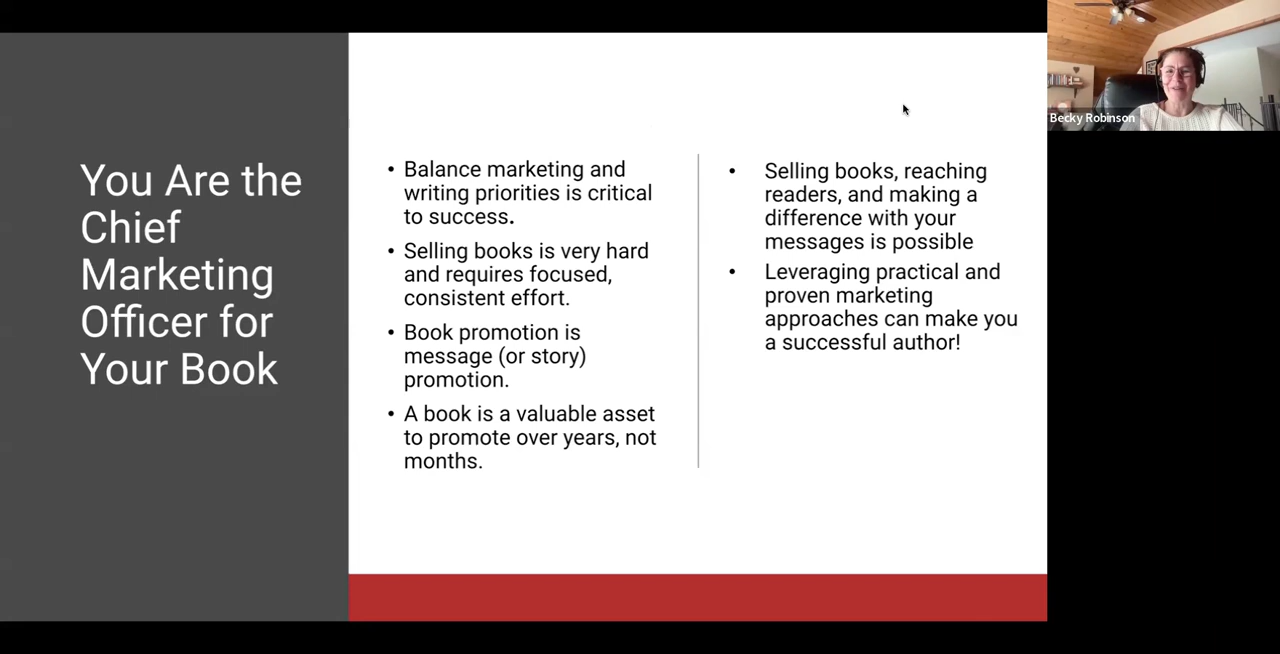 You Are the
Chief
Marketing
Officer for
Your Book
• Balance marketing and
writing priorities is critical
to success.
• Selling books is very hard
and requires focused,
consistent effort.
• Book promotion is
message (or story)
promotion.
• A book is a valuable asset
to promote over years, not
months.
• Selling books, reaching
readers, and making a
difference with your
messages is possible
• Leveraging practical and
proven marketing
approaches can make you
a successful author!
Becky Robinson